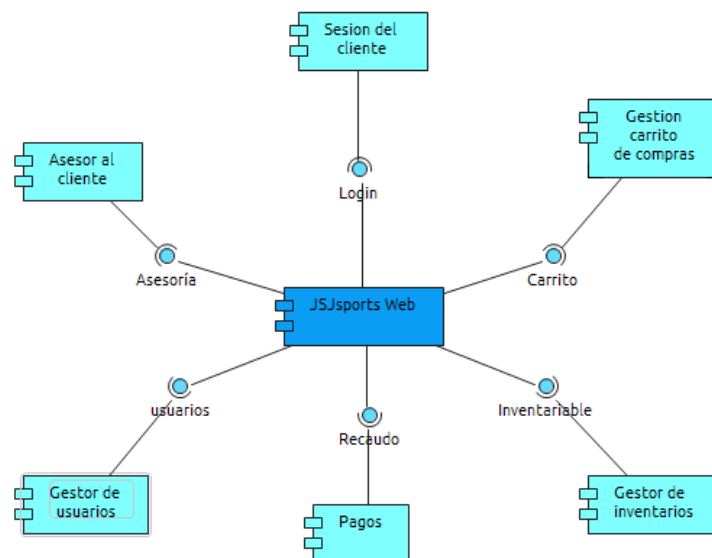 Sesion del
cliente
Gestion
carrito
de compras
Asesor al
cliente
Login
Asesoría
Carrito
JSJsports Web
usuarios
Inventariable
Recaudo
Gestor de
usuarios
Pagos
Gestor de
inventarios